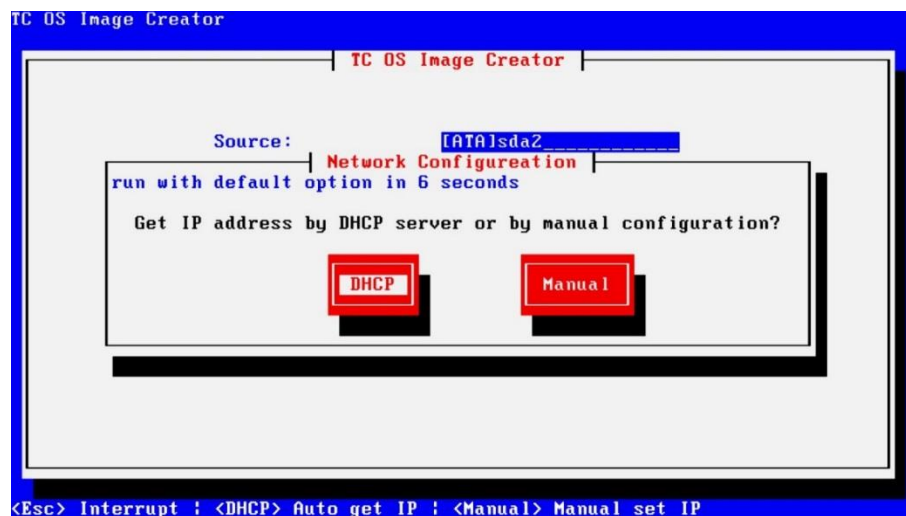 TC OS Image Creator
TC OS Image Creator
Source: [ATA]sda2____________
Network Configureation
run with default option in 6 seconds
Get IP address by DHCP server or by manual configuration?
DHCP Manual
<Esc> Interrupt ¦ <DHCP> Auto get IP ¦ <Manual> Manual set IP